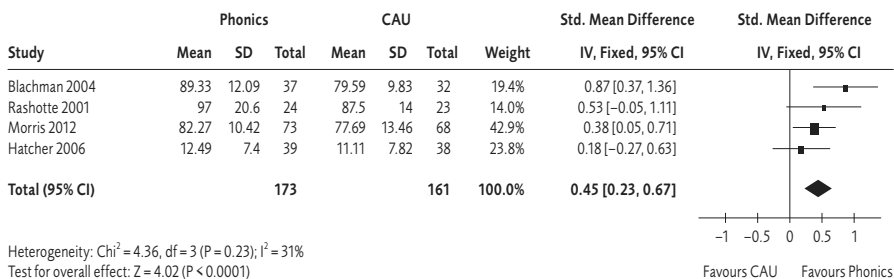 Phonics CAU Std. Mean Difference Std. Mean Difference
Study Mean SD Total Mean SD Total Weight IV, Fixed, 95% CI IV, Fixed, 95% CI
Blachman 2004 89.33 12.09 37 79.59 9.83 32 19.4% 0.87 [0.37, 1.36]
Rashotte 2001 97 20.6 24 87.5 14 23 14.0% 0.53 [−0.05, 1.11]
Morris 2012 82.27 10.42 73 77.69 13.46 68 42.9% 0.38 [0.05, 0.71]
Hatcher 2006 12.49 7.4 39 11.11 7.82 38 23.8% 0.18 [−0.27, 0.63]
Total (95% CI) 173 161 100.0% 0.45 [0.23, 0.67]
−1 −0.5 0 0.5 1
Heterogeneity: Chi² = 4.36, df = 3 (P = 0.23); I² = 31%
Test for overall effect: Z = 4.02 (P < 0.0001) Favours CAU Favours Phonics